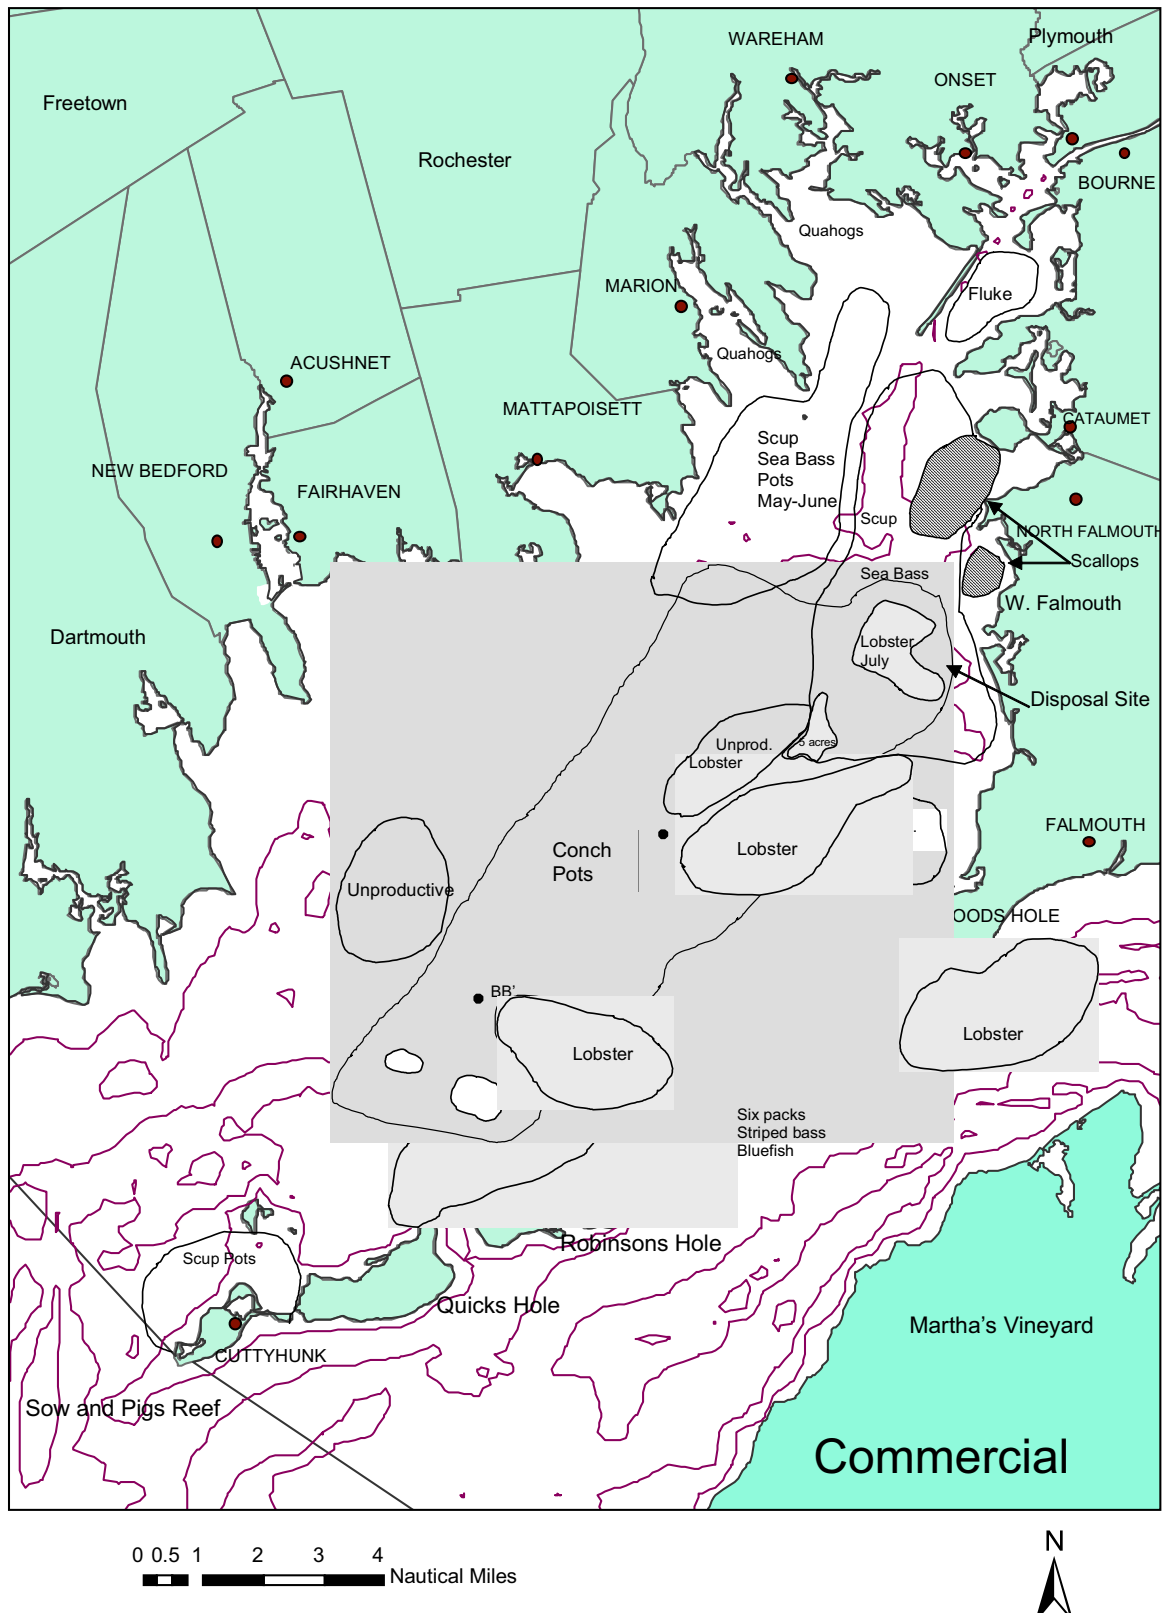 WAREHAM
Plymouth
ONSET
Freetown
Rochester
BOURNE
Quahogs
MARION
Fluke
Quahogs
ACUSHNET
MATTAPOISETT
CATAUMET
Scup
Sea Bass
Pots
May-June
NEW BEDFORD
FAIRHAVEN
Scup
NORTH FALMOUTH
Scallops
Sea Bass
W. Falmouth
Dartmouth
Lobster
July
Disposal Site
Unprod.
Lobster
5 acres
FALMOUTH
Conch
Pots
Lobster
Unproductive
OODS HOLE
BB'
Lobster
Lobster
Six packs
Striped bass
Bluefish
Robinsons Hole
Scup Pots
Quicks Hole
Martha's Vineyard
CUTTYHUNK
Sow and Pigs Reef
Commercial
N
0 0.5 1 2 3 4
Nautical Miles